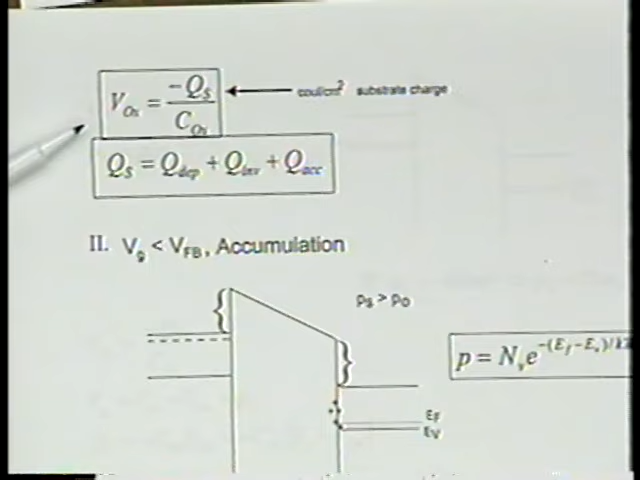 V_Ox = -Q_S / C_Ox
coul/cm² substrate charge
Q_S = Q_dep + Q_inv + Q_acc
II. V_g < V_FB, Accumulation
p_s > p_o
p = N_v e^-(E_f-E_v)/k
E_F
E_V